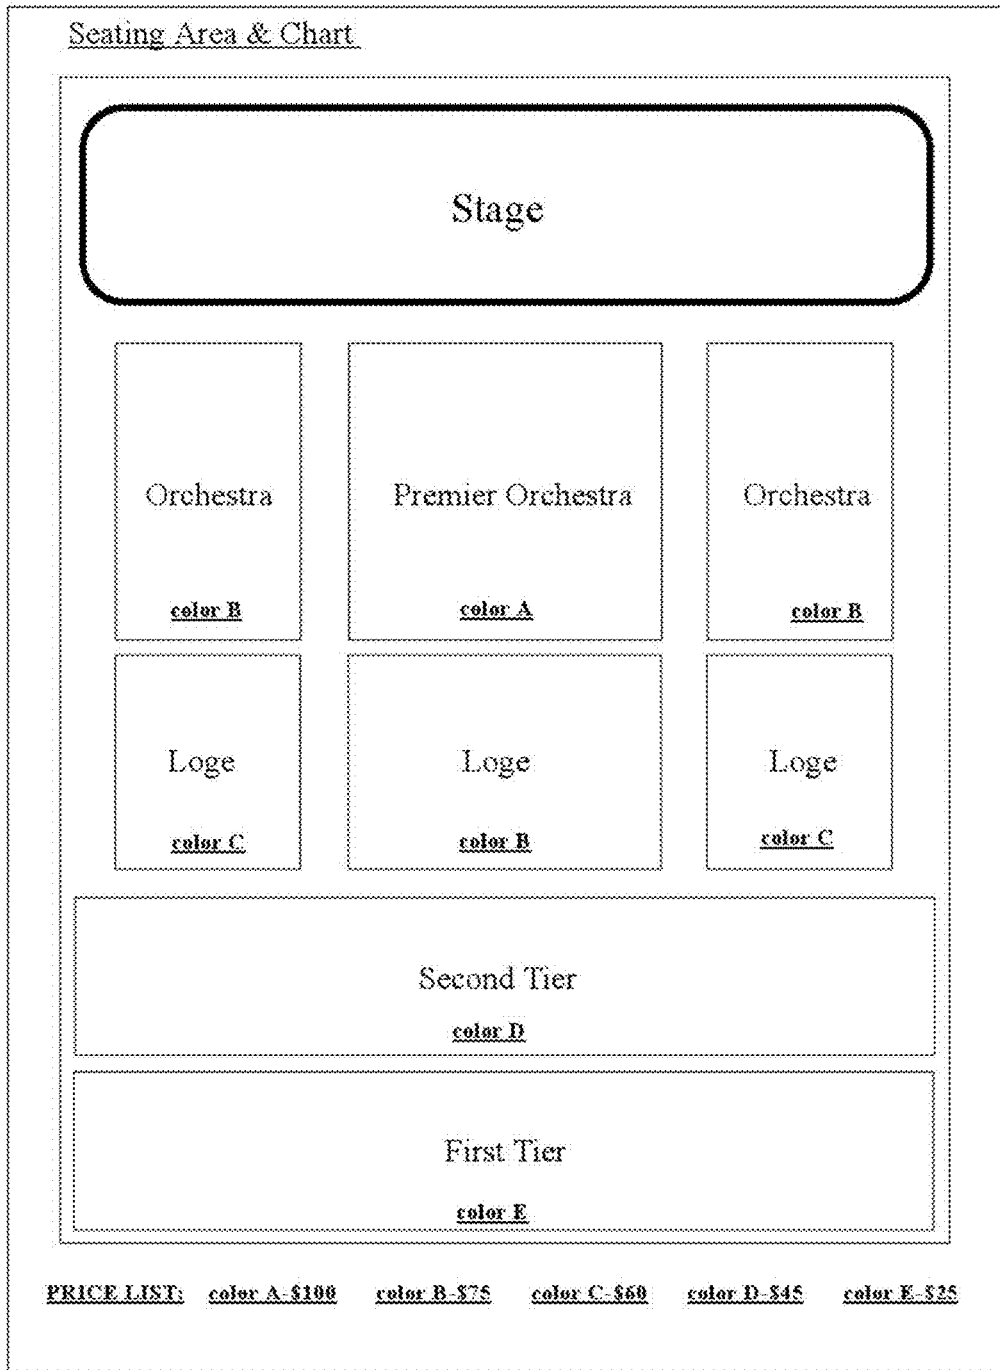 Seating Area & Chart
Stage
Orchestra
Premier Orchestra
Orchestra
color B
color A
color B
Loge
Loge
Loge
color C
color B
color C
Second Tier
color D
First Tier
color E
PRICE LIST: color A-$100 color B-$75 color C-$60 color D-$45 color E-$25